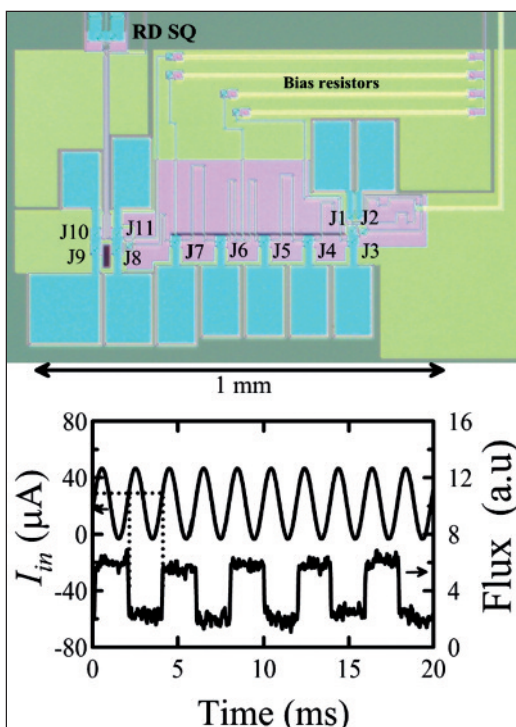 RD SQ
Bias resistors
J10 J11 J1 J2
J9 J8 J7 J6 J5 J4 J3
1 mm
80 16
40 12
0 8
-40 4
-80 0
I_in (μA)
Flux (a.u)
0 5 10 15 20
Time (ms)